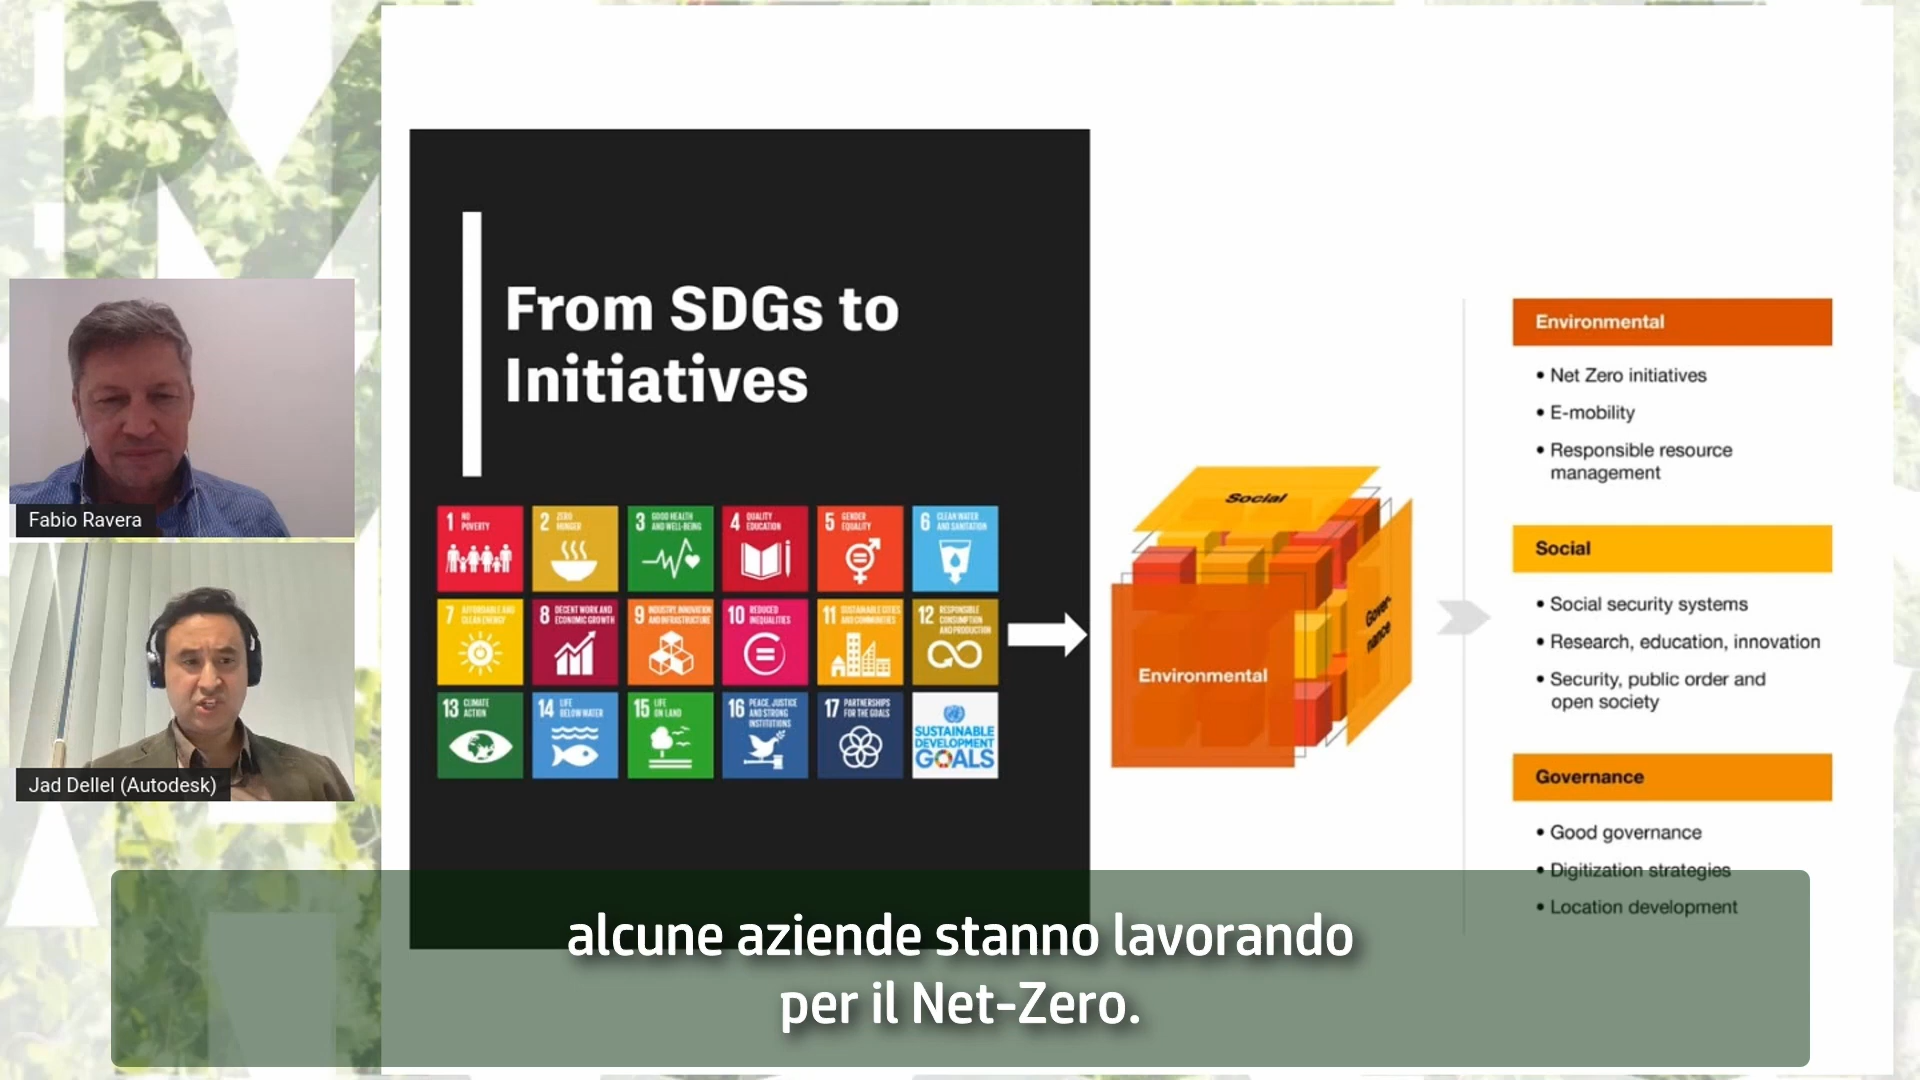 From SDGs to
Initiatives
1 NO
POVERTY
2 ZERO
HUNGER
3 GOOD HEALTH
AND WELL-BEING
4 QUALITY
EDUCATION
5 GENDER
EQUALITY
6 CLEAN WATER
AND SANITATION
7 AFFORDABLE AND
CLEAN ENERGY
8 DECENT WORK AND
ECONOMIC GROWTH
9 INDUSTRY, INNOVATION
AND INFRASTRUCTURE
10 REDUCED
INEQUALITIES
11 SUSTAINABLE CITIES
AND COMMUNITIES
12 RESPONSIBLE
CONSUMPTION
AND PRODUCTION
13 CLIMATE
ACTION
14 LIFE
BELOW WATER
15 LIFE
ON LAND
16 PEACE, JUSTICE
AND STRONG
INSTITUTIONS
17 PARTNERSHIPS
FOR THE GOALS
SUSTAINABLE
DEVELOPMENT
GOALS
Social
Environmental
Gover-
nance
Environmental
• Net Zero initiatives
• E-mobility
• Responsible resource
management
Social
• Social security systems
• Research, education, innovation
• Security, public order and
open society
Governance
• Good governance
• Digitization strategies
• Location development
Fabio Ravera
Jad Dellel (Autodesk)
alcune aziende stanno lavorando
per il Net-Zero.